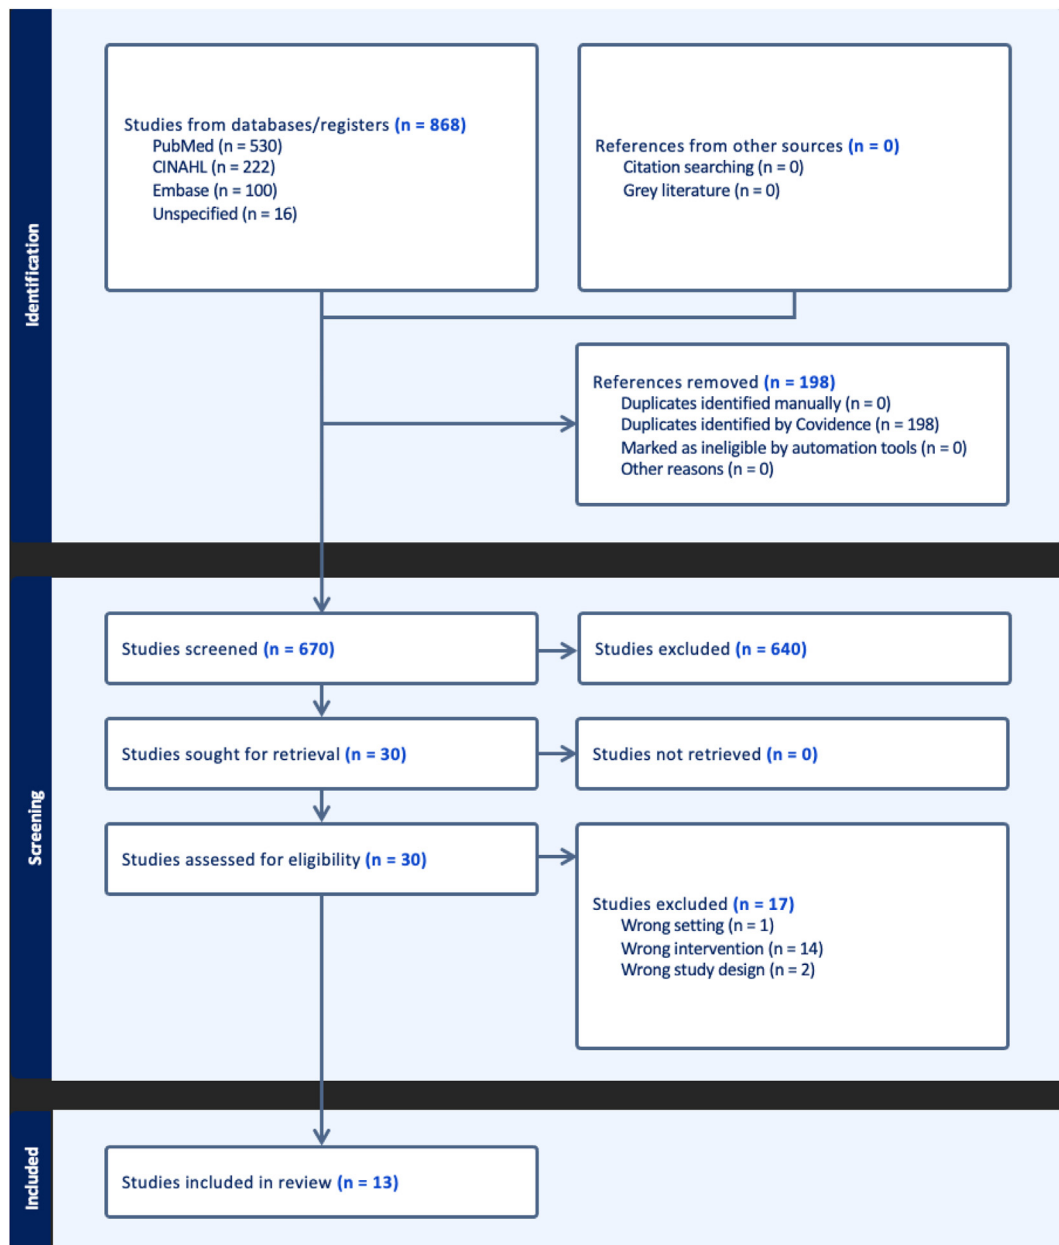 Identification
Studies from databases/registers (n = 868)
PubMed (n = 530)
CINAHL (n = 222)
Embase (n = 100)
Unspecified (n = 16)
References from other sources (n = 0)
Citation searching (n = 0)
Grey literature (n = 0)
References removed (n = 198)
Duplicates identified manually (n = 0)
Duplicates identified by Covidence (n = 198)
Marked as ineligible by automation tools (n = 0)
Other reasons (n = 0)
Screening
Studies screened (n = 670)
Studies excluded (n = 640)
Studies sought for retrieval (n = 30)
Studies not retrieved (n = 0)
Studies assessed for eligibility (n = 30)
Studies excluded (n = 17)
Wrong setting (n = 1)
Wrong intervention (n = 14)
Wrong study design (n = 2)
Included
Studies included in review (n = 13)